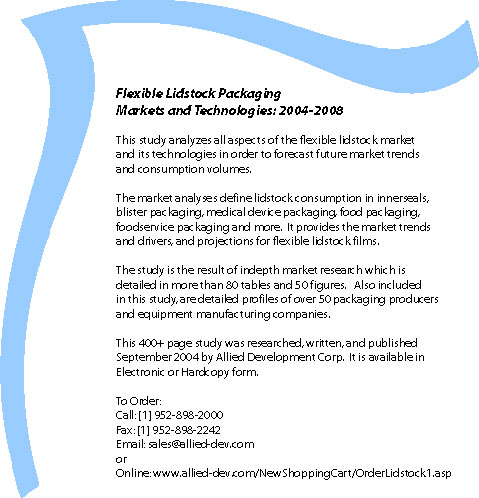 Flexible Lidstock Packaging
Markets and Technologies: 2004-2008
This study analyzes all aspects of the flexible lidstock market
and its technologies in order to forecast future market trends
and consumption volumes.
The market analyses define lidstock consumption in innerseals,
blister packaging, medical device packaging, food packaging,
foodservice packaging and more. It provides the market trends
and drivers, and projections for flexible lidstock films.
The study is the result of indepth market research which is
detailed in more than 80 tables and 50 figures. Also included
in this study, are detailed profiles of over 50 packaging producers
and equipment manufacturing companies.
This 400+ page study was researched, written, and published
September 2004 by Allied Development Corp. It is available in
Electronic or Hardcopy form.
To Order:
Call: [1] 952-898-2000
Fax: [1] 952-898-2242
Email: sales@allied-dev.com
or
Online: www.allied-dev.com/NewShoppingCart/OrderLidstock1.asp